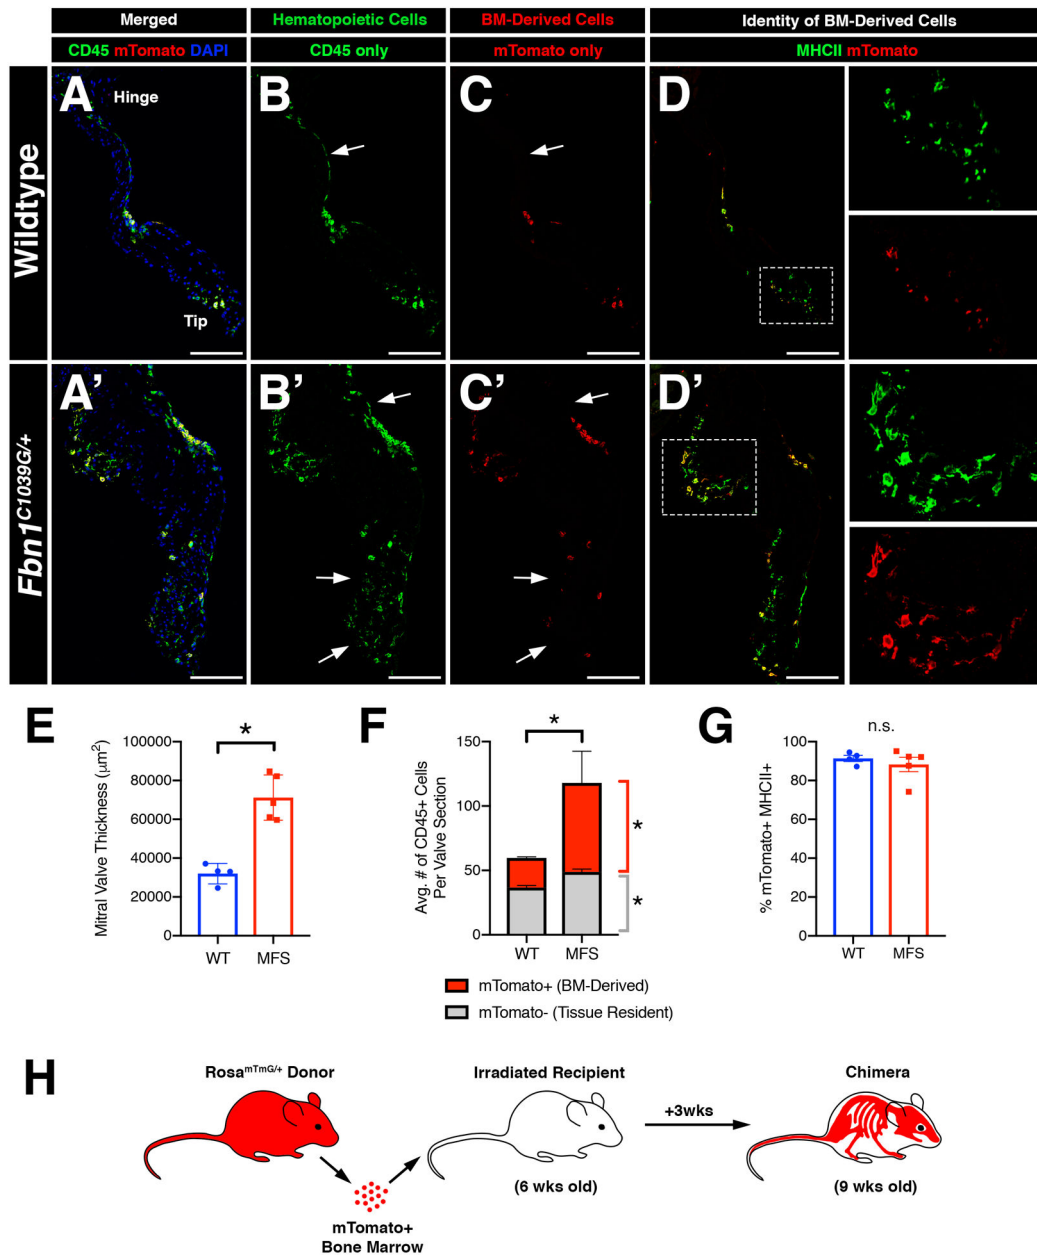 Merged
Hematopoietic Cells
BM-Derived Cells
Identity of BM-Derived Cells
CD45 mTomato DAPI
CD45 only
mTomato only
MHCII mTomato
Wildtype
A
Hinge
Tip
B
C
D
Fbn1C1039G/+
A'
B'
C'
D'
E
*
Mitral Valve Thickness (μm²)
100000
80000
60000
40000
20000
0
WT
MFS
F
*
Avg. # of CD45+ Cells
Per Valve Section
150
100
50
0
*
*
WT
MFS
mTomato+ (BM-Derived)
mTomato- (Tissue Resident)
G
n.s.
% mTomato+ MHCII+
100
80
60
40
20
0
WT
MFS
H
RosamTmG/+ Donor
Irradiated Recipient
Chimera
+3wks
(6 wks old)
(9 wks old)
mTomato+
Bone Marrow